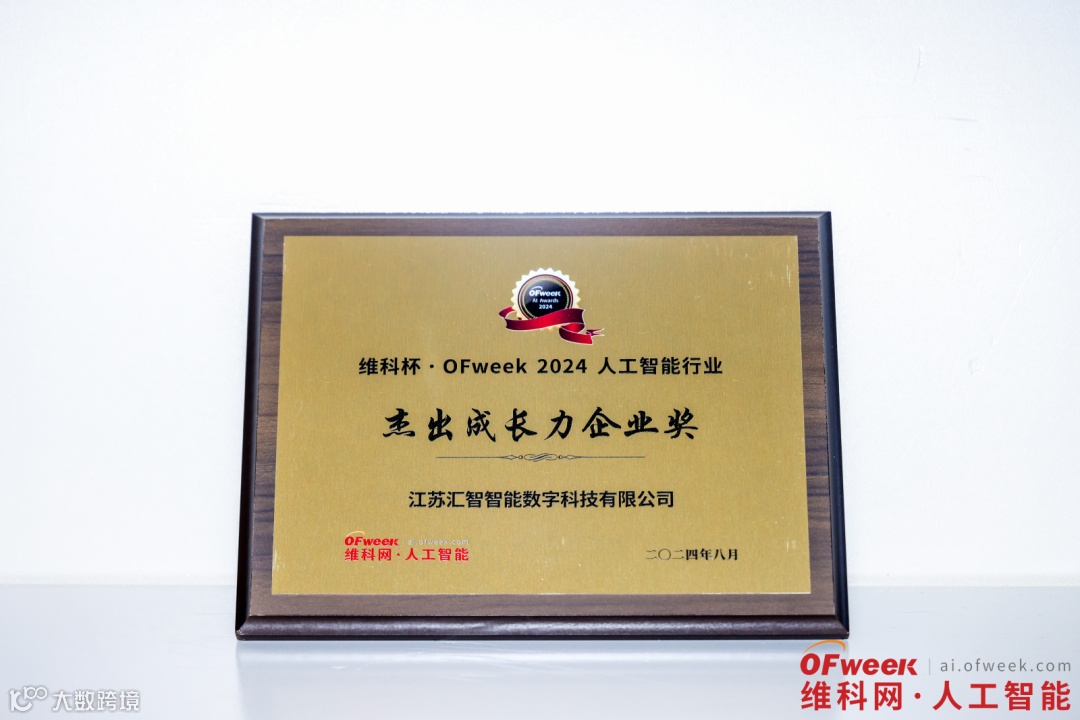 OFweek
AI Awards
2024
维科杯·OFweek 2024 人工智能行业
杰出成长力企业奖
江苏汇智智能数字科技有限公司
OFweek | ai.ofweek.com
维科网·人工智能
二〇二四年八月
OFweek | ai.ofweek.com
维科网·人工智能
大数跨境